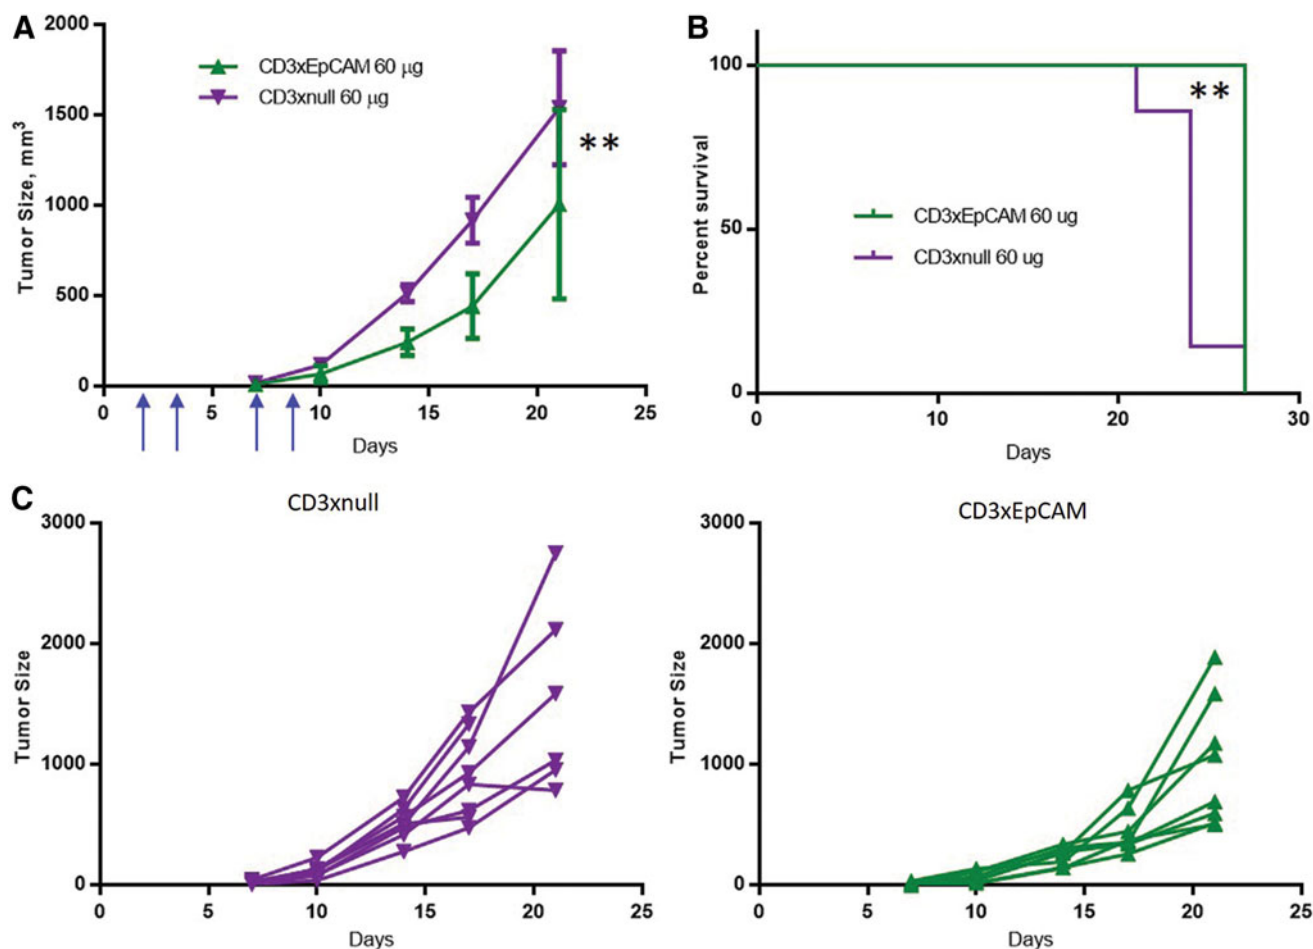 A
2000
1500
1000
500
0
Tumor Size, mm³
CD3xEpCAM 60 μg
CD3xnull 60 μg
**
0 5 10 15 20 25
Days
B
100
50
0
Percent survival
**
CD3xEpCAM 60 ug
CD3xnull 60 ug
0 10 20 30
Days
C
CD3xnull
3000
2000
1000
0
Tumor Size
0 5 10 15 20 25
Days
CD3xEpCAM
3000
2000
1000
0
Tumor Size
0 5 10 15 20 25
Days